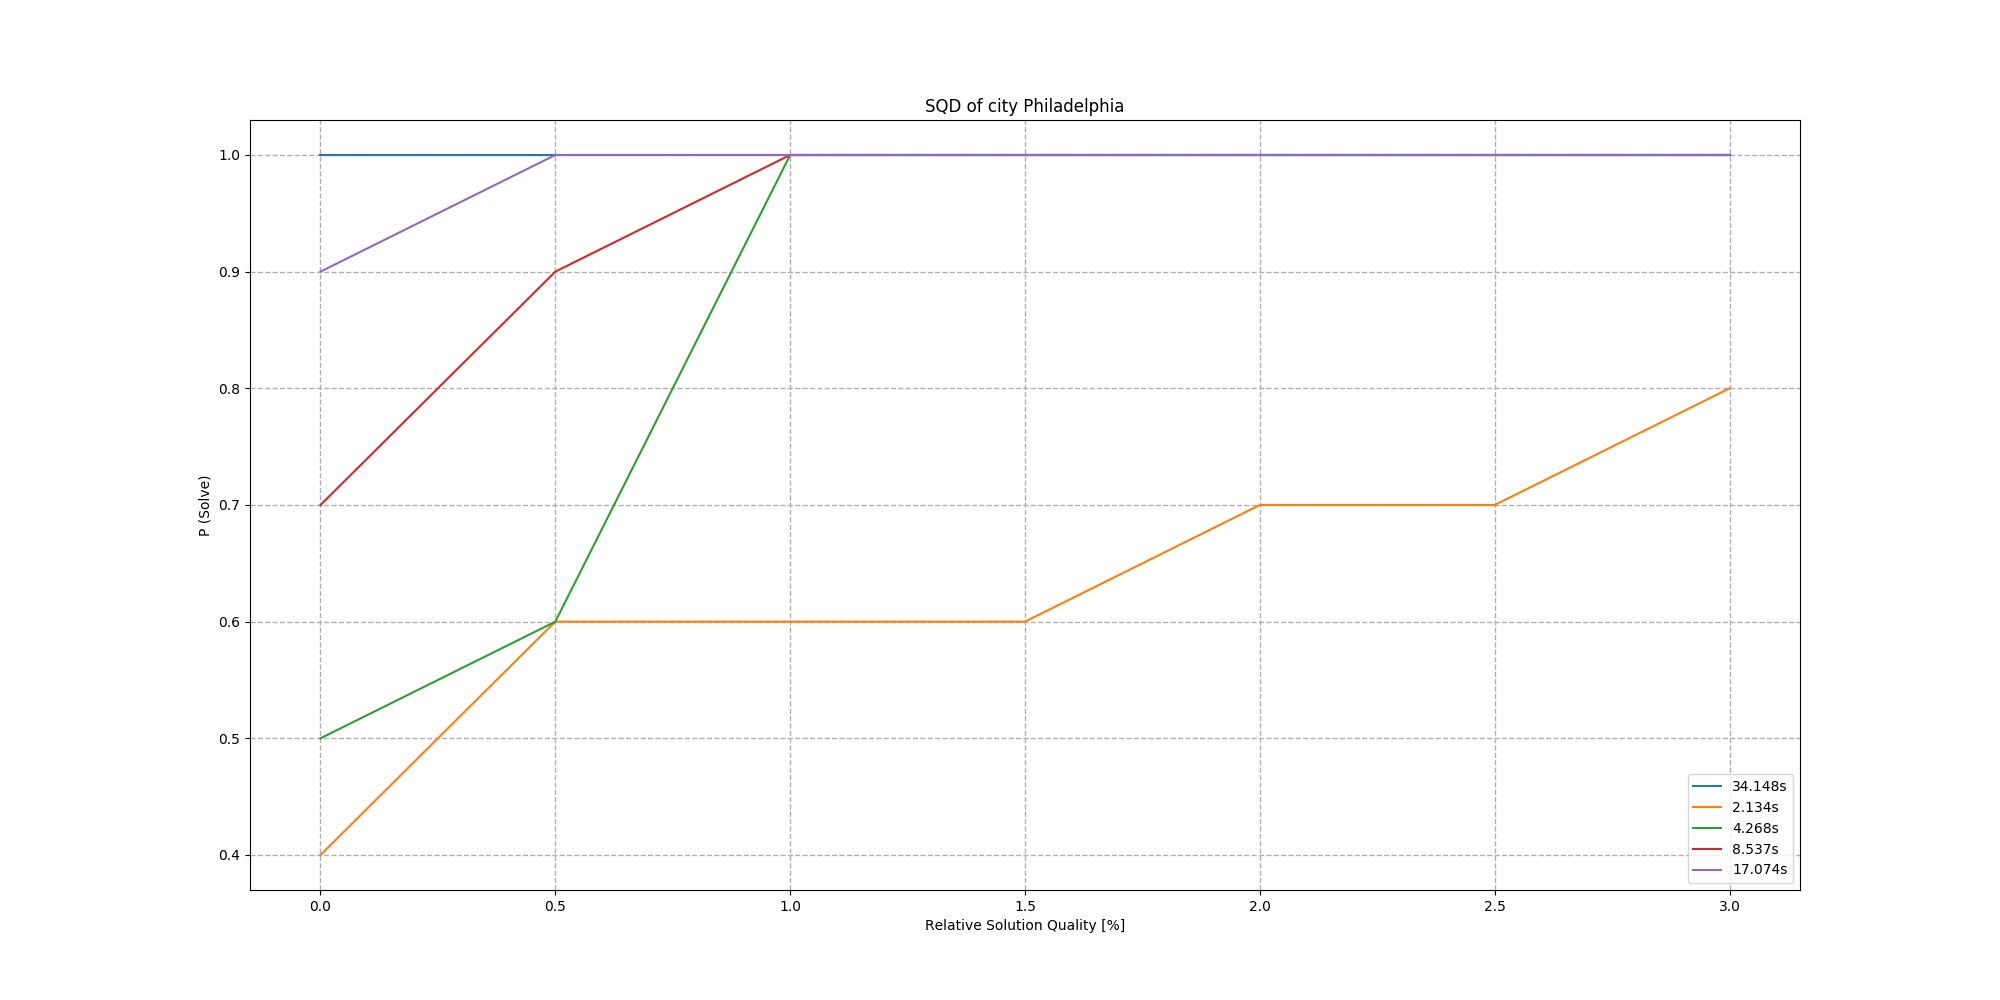 SQD of city Philadelphia
P (Solve)
1.0
0.9
0.8
0.7
0.6
0.5
0.4
34.148s
2.134s
4.268s
8.537s
17.074s
0.0 0.5 1.0 1.5 2.0 2.5 3.0
Relative Solution Quality [%]